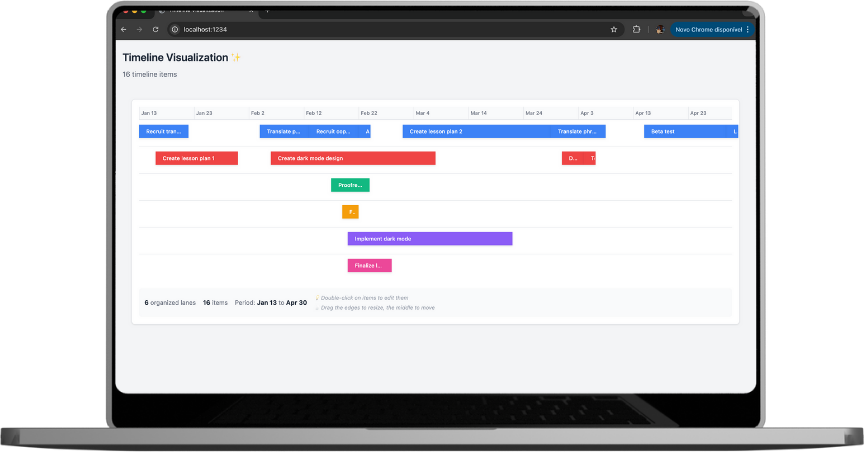 localhost:1234
Novo Chrome disponível
Timeline Visualization ✨
16 timeline items
Jan 13 Jan 23 Feb 2 Feb 12 Feb 22 Mar 4 Mar 14 Mar 24 Apr 3 Apr 13 Apr 23
Recruit tran... Translate p... Recruit cop... A Create lesson plan 2 Translate phr... Beta test L
Create lesson plan 1 Create dark mode design O... T
Proofre...
Implement dark mode
Finalize l...
6 organized lanes 16 items Period: Jan 13 to Apr 30
Double-click on items to edit them
Drag the edges to resize, the middle to move